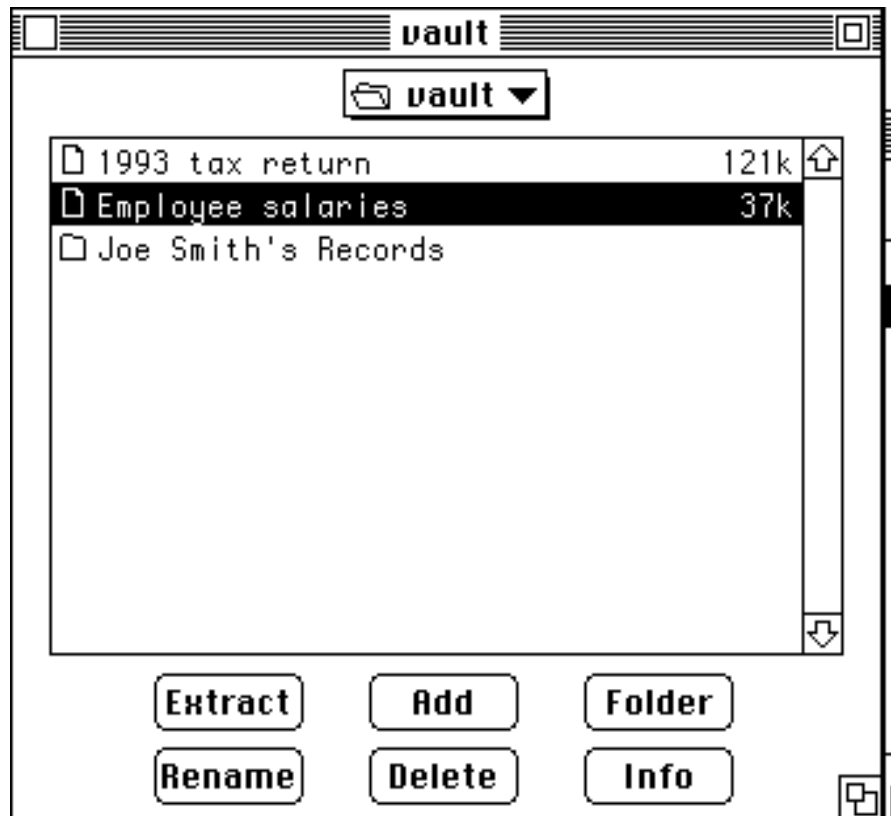 vault
vault
1993 tax return 121k
Employee salaries 37k
Joe Smith's Records
Extract Add Folder
Rename Delete Info